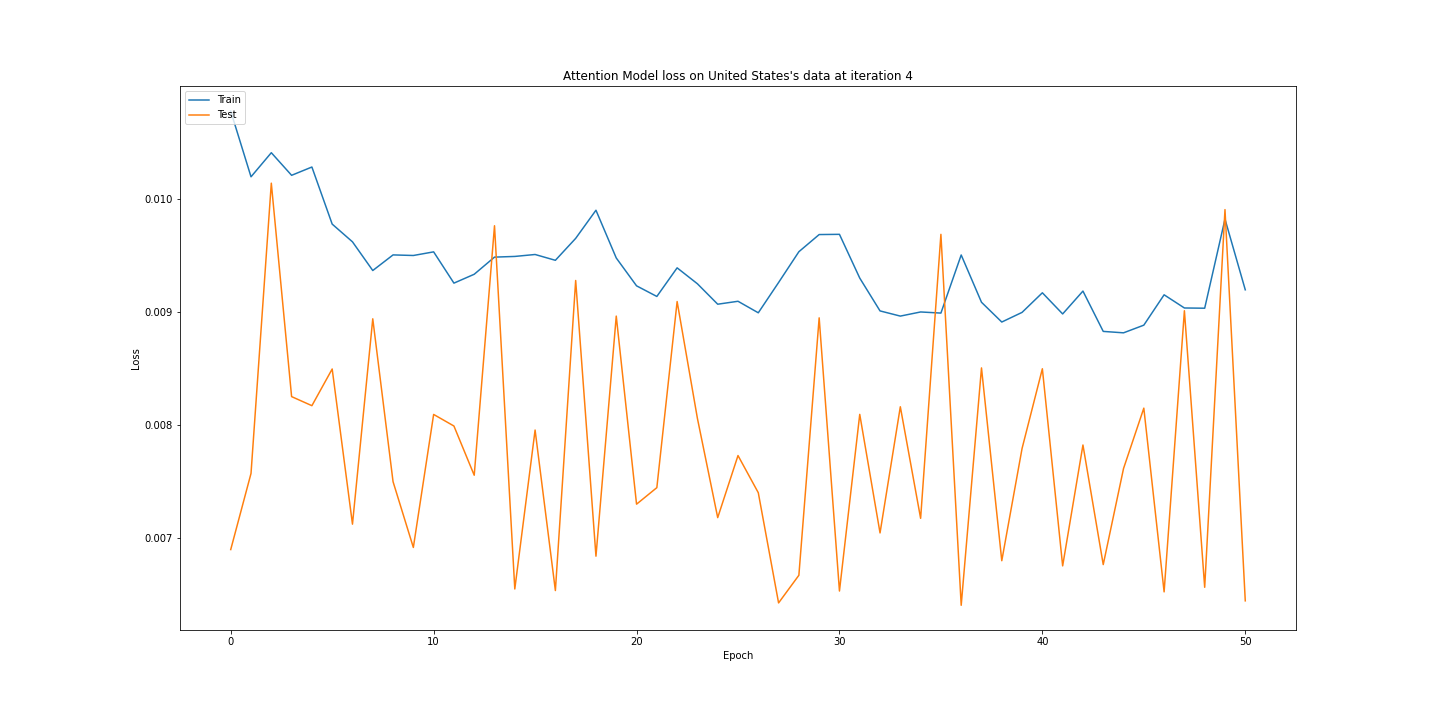 Attention Model loss on United States's data at iteration 4
Train
Test
0.010
0.009
0.008
0.007
Loss
0 10 20 30 40 50
Epoch